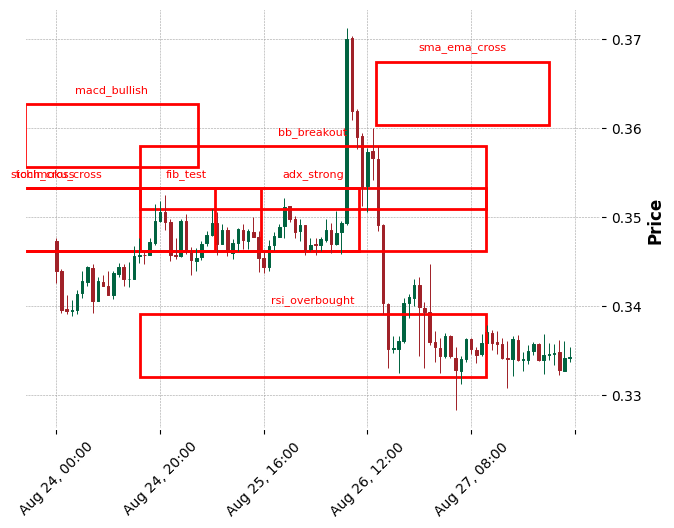 0.37
sma_ema_cross
macd_bullish
0.36
bb_breakout
fib_test
adx_strong
0.35
Price
0.34
rsi_overbought
0.33
Aug 24, 00:00
Aug 24, 20:00
Aug 25, 16:00
Aug 26, 12:00
Aug 27, 08:00